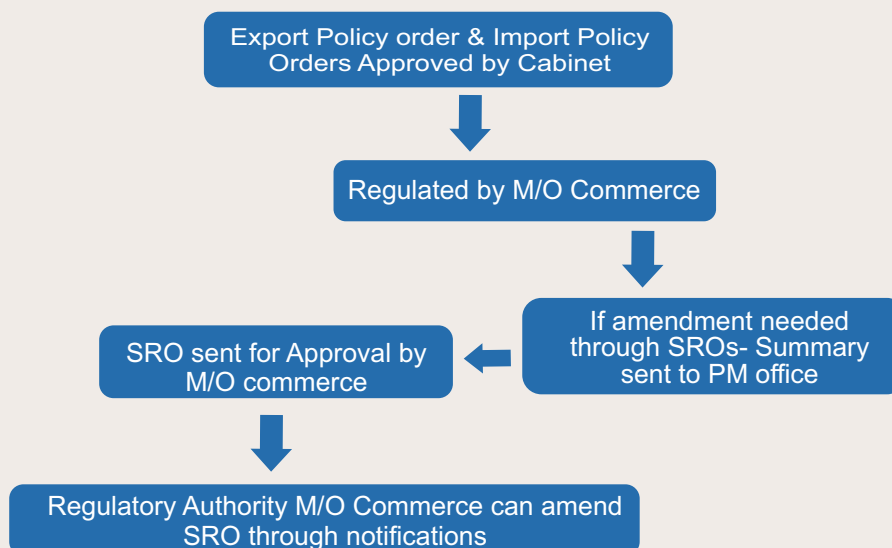 Export Policy order & Import Policy
Orders Approved by Cabinet
Regulated by M/O Commerce
If amendment needed
through SROs- Summary
sent to PM office
SRO sent for Approval by
M/O commerce
Regulatory Authority M/O Commerce can amend
SRO through notifications